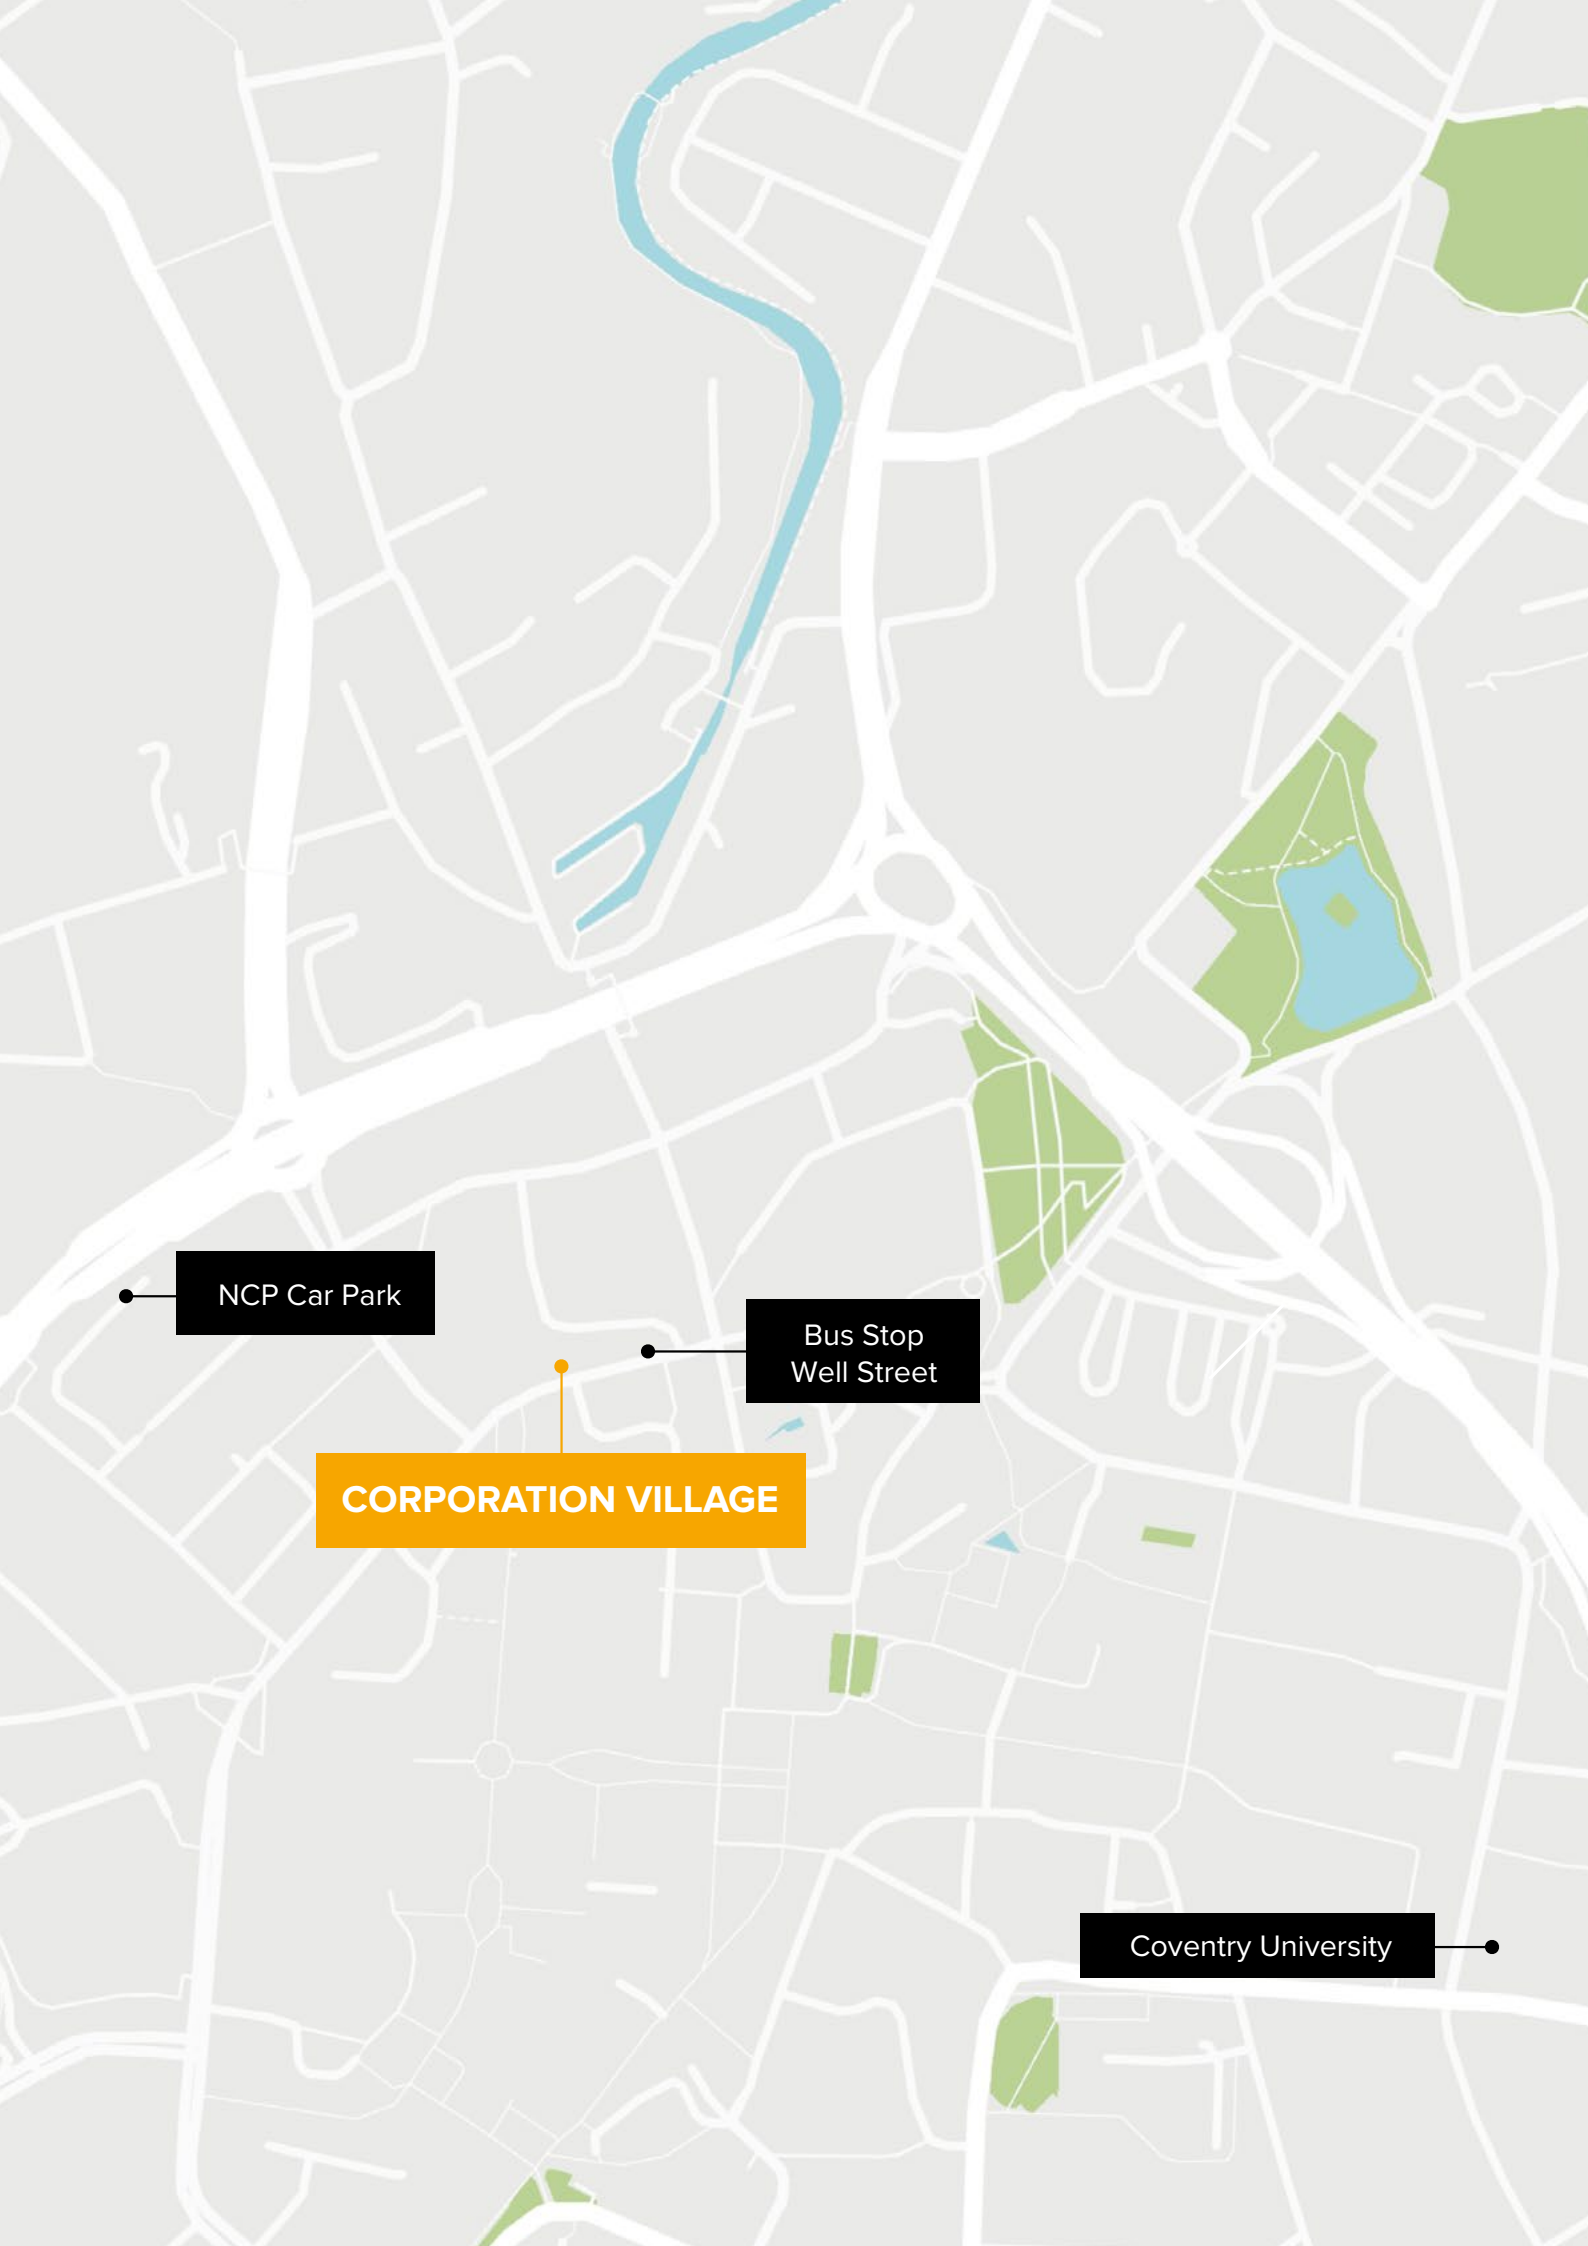 NCP Car Park
Bus Stop
Well Street
CORPORATION VILLAGE
Coventry University